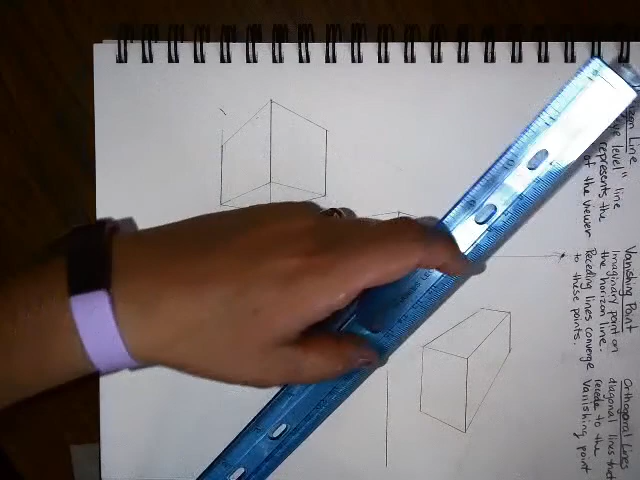 izon Line
eye level" line
represents the
of the viewer
Vanishing Point
Imaginary point on
the horizon line.
Receding lines converge
to these points.
Orthogonal Lines
diagonal lines that
recede to the
Vanishing point